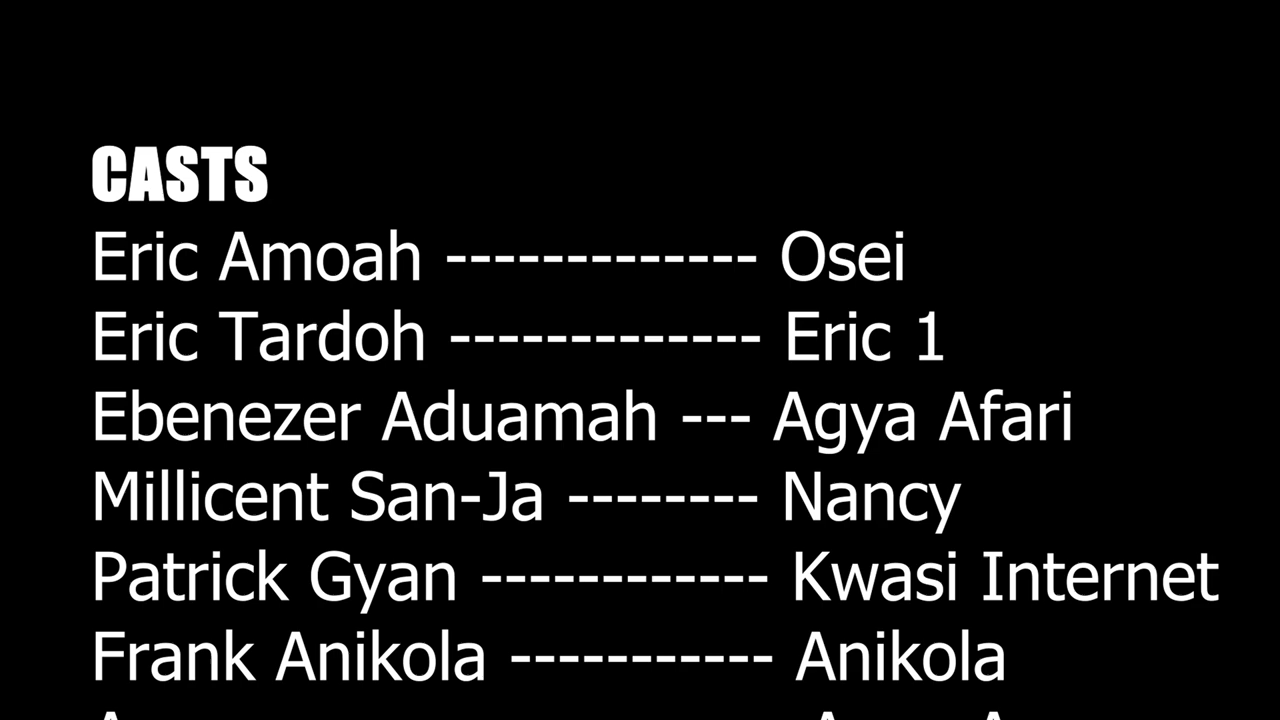 CASTS
Eric Amoah ------------- Osei
Eric Tardoh ------------- Eric 1
Ebenezer Aduamah --- Agya Afari
Millicent San-Ja -------- Nancy
Patrick Gyan ------------ Kwasi Internet
Frank Anikola ----------- Anikola